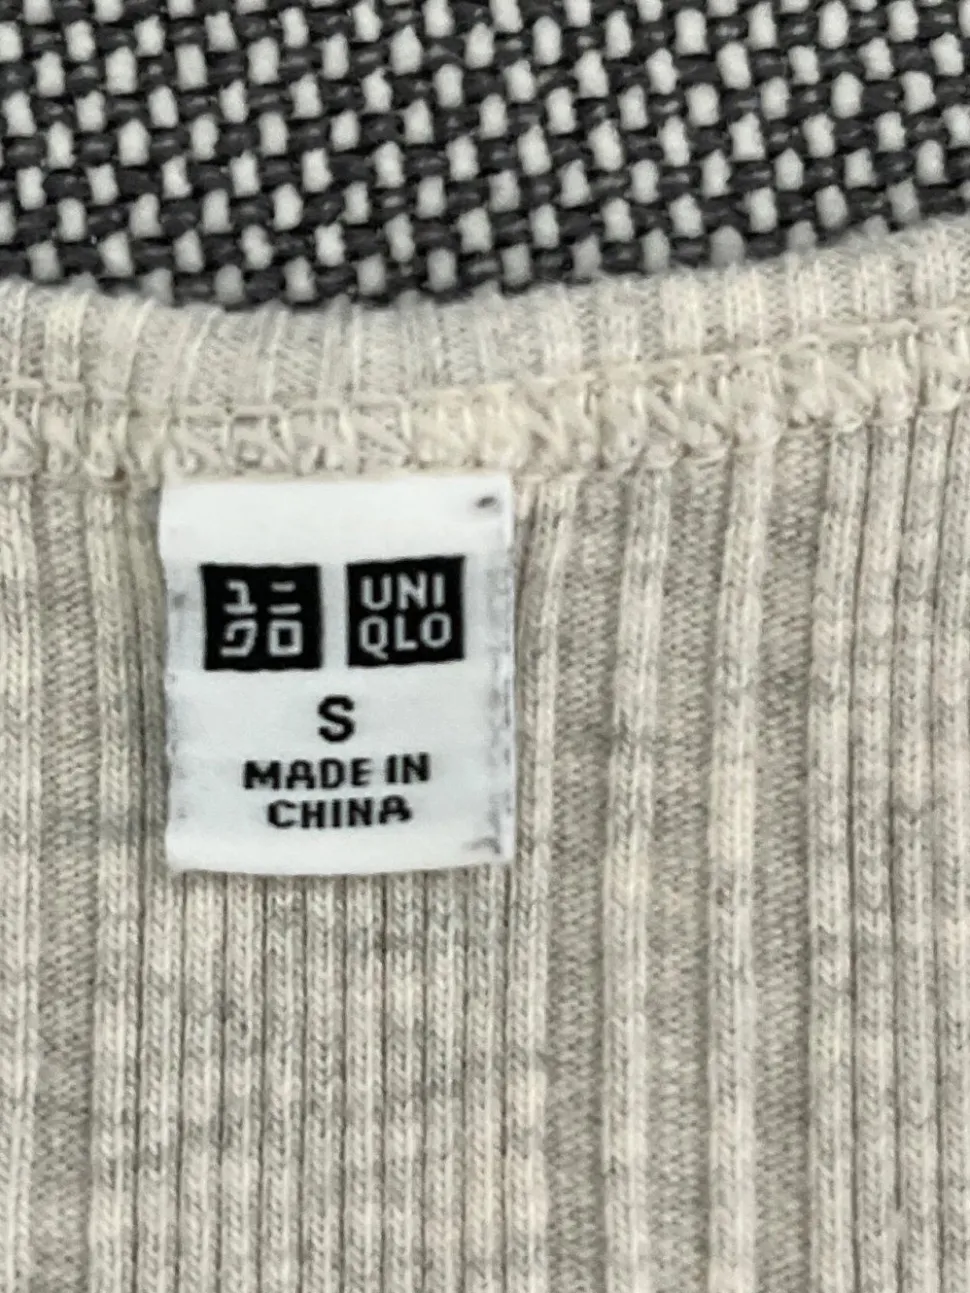 ユニ
クロ
UNI
QLO
S
MADE IN
CHINA